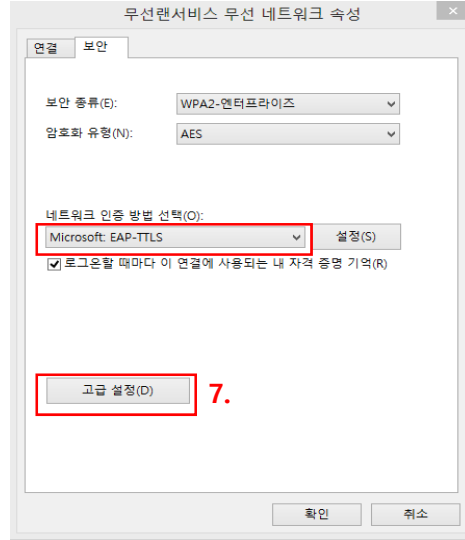 무선랜서비스 무선 네트워크 속성
연결 보안
보안 종류(E): WPA2-엔터프라이즈
암호화 유형(N): AES
네트워크 인증 방법 선택(O):
Microsoft: EAP-TTLS 설정(S)
로그온할 때마다 이 연결에 사용되는 내 자격 증명 기억(R)
고급 설정(D) 7.
확인 취소